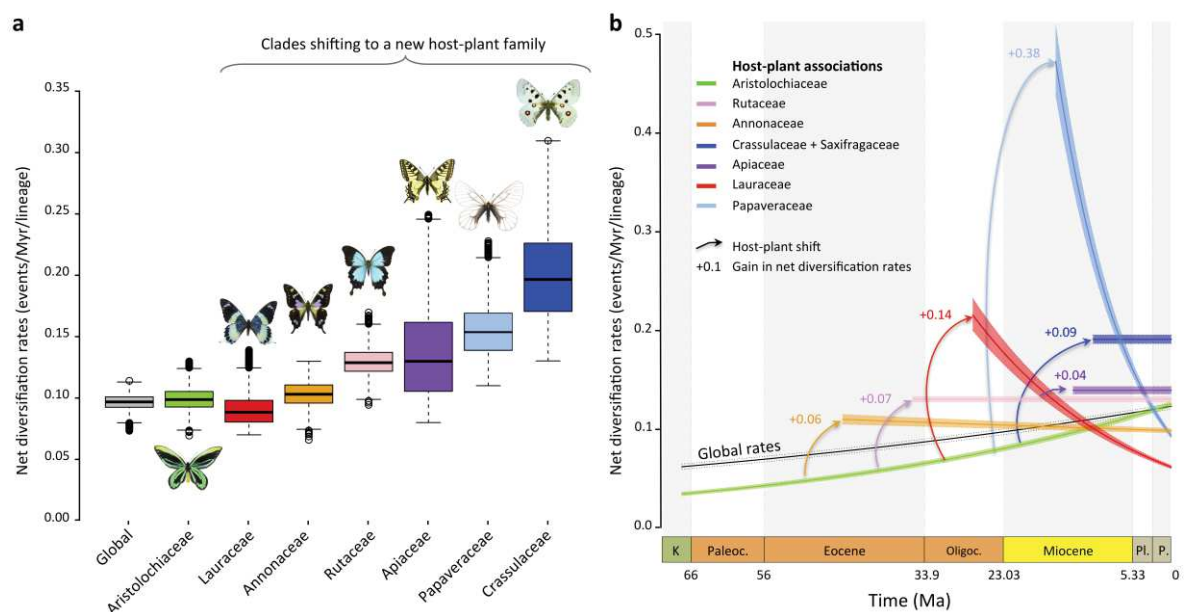 a
Clades shifting to a new host-plant family
Net diversifiation rates (events/Myr/lineage)
0.35
0.30
0.25
0.20
0.15
0.10
0.05
0.00
Global
Aristolochiaceae
Lauraceae
Annonaceae
Rutaceae
Apiaceae
Papaveraceae
Crassulaceae
b
Net diversification rates (events/Myr/lineage)
0.5
0.4
0.3
0.2
0.1
0
Host-plant associations
Aristolochiaceae
Rutaceae
Annonaceae
Crassulaceae + Saxifragaceae
Apiaceae
Lauraceae
Papaveraceae
Host-plant shift
+0.1 Gain in net diversification rates
+0.38
+0.14
+0.09
+0.04
+0.07
+0.06
Global rates
K Paleoc. Eocene Oligoc. Miocene Pl. P.
66 56 33.9 23.03 5.33 0
Time (Ma)